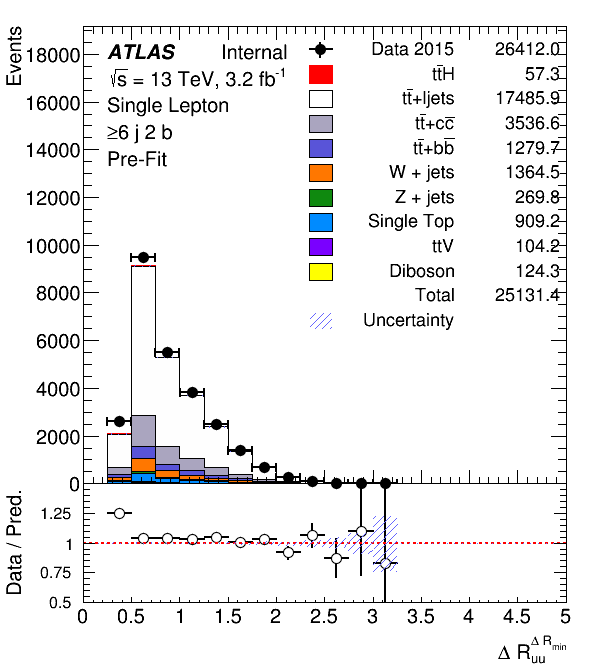 Events
18000
16000
14000
12000
10000
8000
6000
4000
2000
0
ATLAS Internal
√s = 13 TeV, 3.2 fb⁻¹
Single Lepton
≥6 j 2 b
Pre-Fit
Data 2015 26412.0
tt̄H 57.3
tt̄+ljets 17485.9
tt̄+cc̄ 3536.6
tt̄+bb̄ 1279.7
W + jets 1364.5
Z + jets 269.8
Single Top 909.2
ttV 104.2
Diboson 124.3
Total 25131.4
Uncertainty
Data / Pred.
1.25
1
0.75
0.5
0 0.5 1 1.5 2 2.5 3 3.5 4 4.5 5
Δ R_uu^Δ R_min